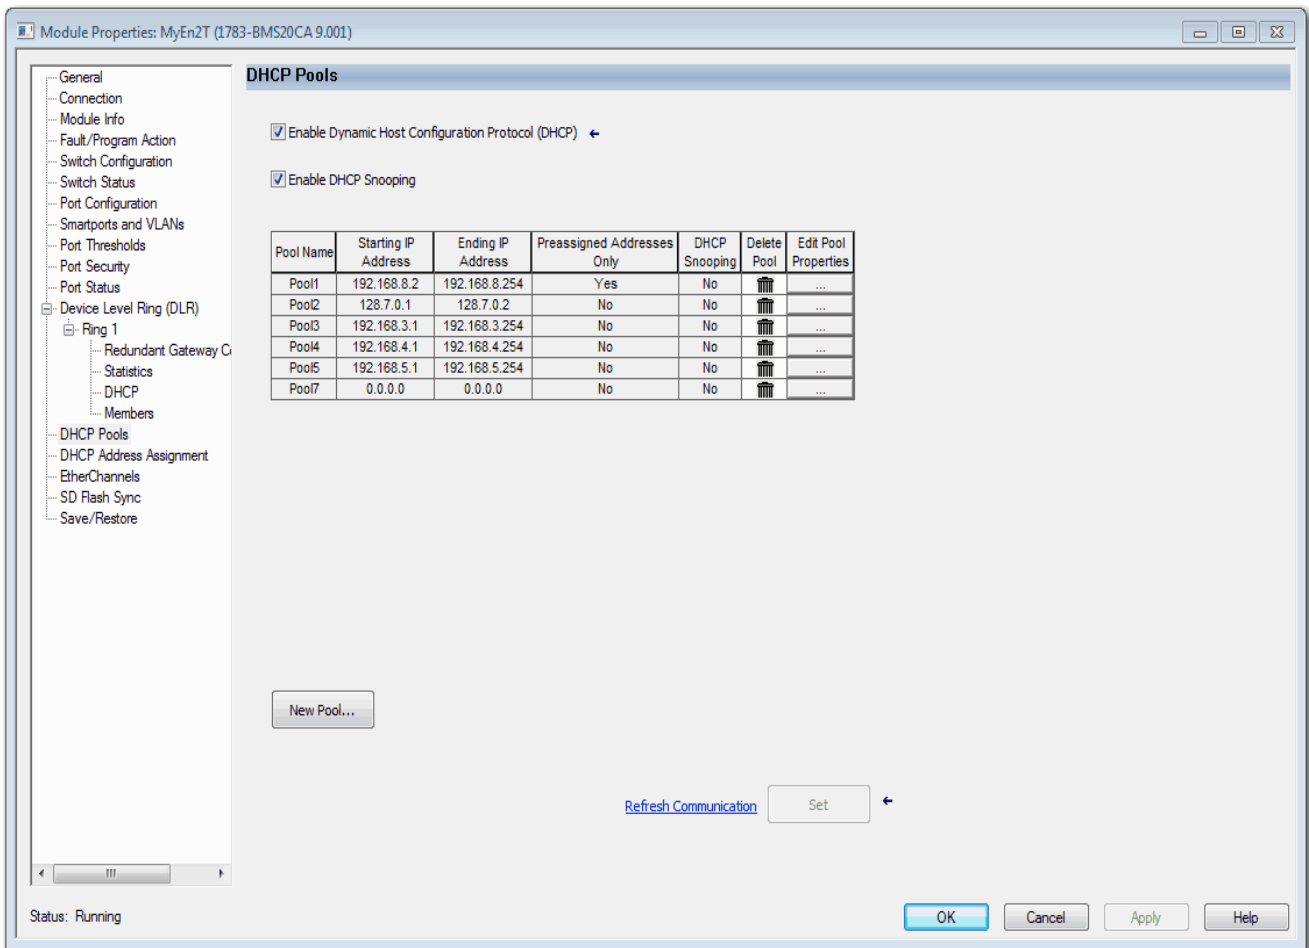 Module Properties: MyEn2T (1783-BMS20CA 9.001)
General
Connection
Module Info
Fault/Program Action
Switch Configuration
Switch Status
Port Configuration
Smartports and VLANs
Port Thresholds
Port Security
Port Status
Device Level Ring (DLR)
Ring 1
Redundant Gateway Co
Statistics
DHCP
Members
DHCP Pools
DHCP Address Assignment
EtherChannels
SD Flash Sync
Save/Restore
DHCP Pools
Enable Dynamic Host Configuration Protocol (DHCP)
Enable DHCP Snooping
Pool Name Starting IP Address Ending IP Address Preassigned Addresses Only DHCP Snooping Delete Pool Edit Pool Properties
Pool1 192.168.8.2 192.168.8.254 Yes No ...
Pool2 128.7.0.1 128.7.0.2 No No ...
Pool3 192.168.3.1 192.168.3.254 No No ...
Pool4 192.168.4.1 192.168.4.254 No No ...
Pool5 192.168.5.1 192.168.5.254 No No ...
Pool7 0.0.0.0 0.0.0.0 No No ...
New Pool...
Refresh Communication Set
Status: Running
OK Cancel Apply Help